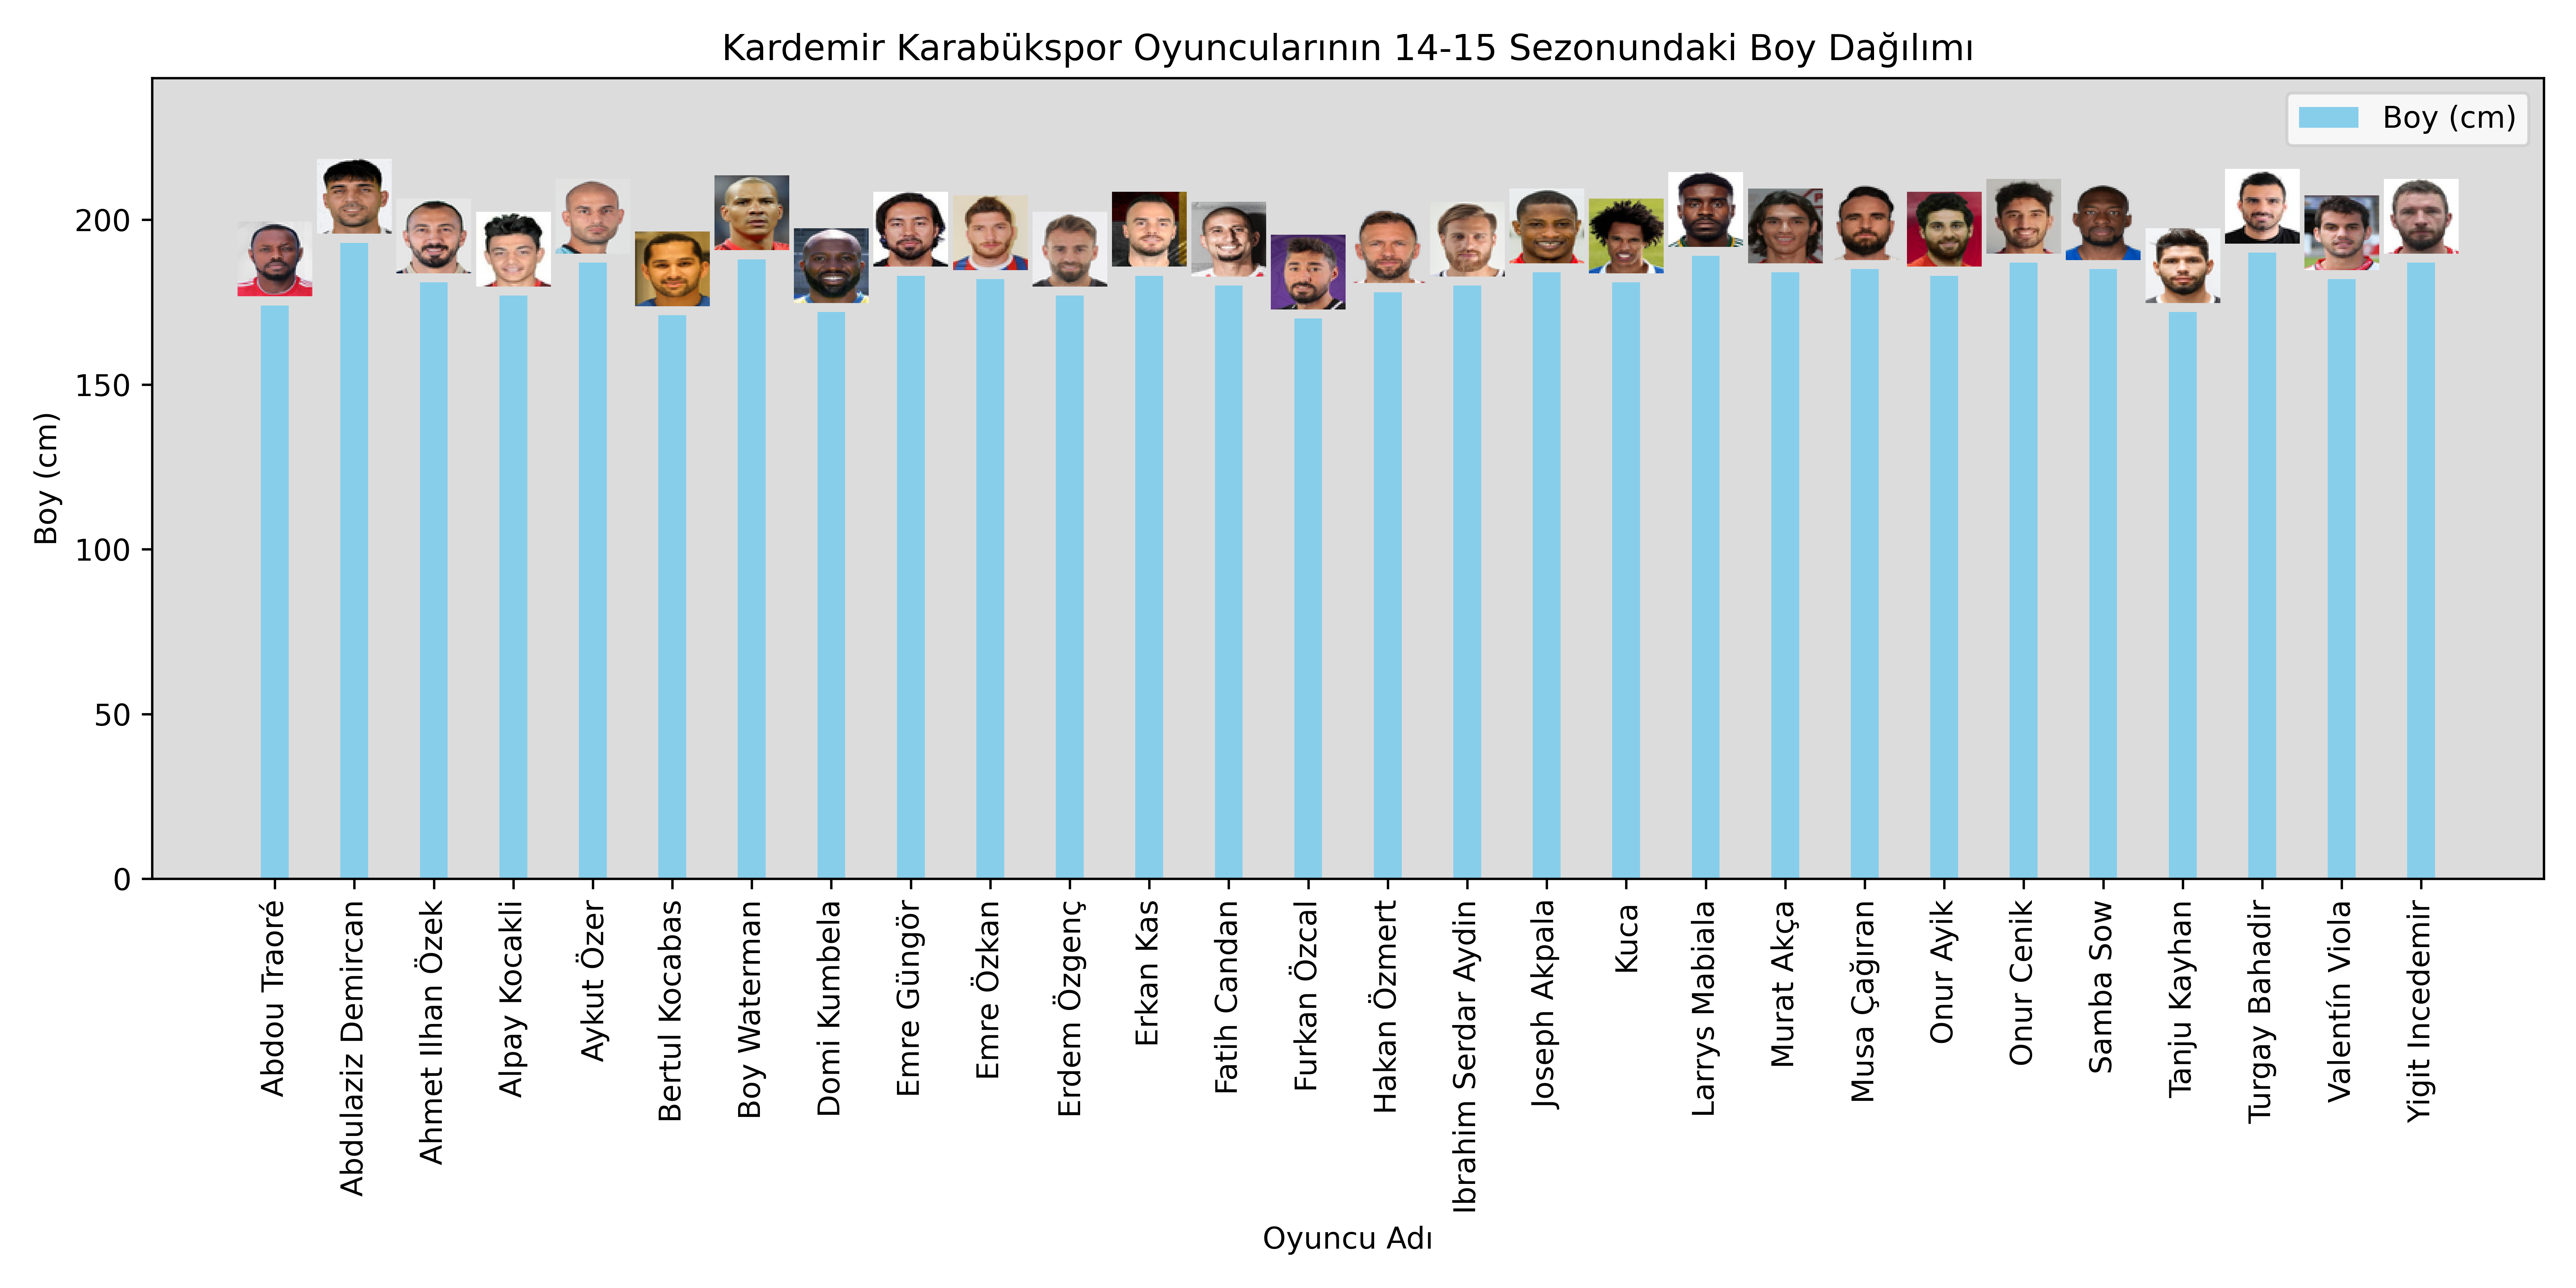 Kardemir Karabükspor Oyuncularının 14-15 Sezonundaki Boy Dağılımı
Boy (cm)
200
150
100
50
0
Boy (cm)
Abdou Traoré
Abdulaziz Demircan
Ahmet Ilhan Özek
Alpay Kocakli
Aykut Özer
Bertul Kocabas
Boy Waterman
Domi Kumbela
Emre Güngör
Emre Özkan
Erdem Özgenç
Erkan Kas
Fatih Candan
Furkan Özcal
Hakan Özmert
Ibrahim Serdar Aydin
Joseph Akpala
Kuca
Larrys Mabiala
Murat Akça
Musa Çağıran
Onur Ayik
Onur Cenik
Samba Sow
Tanju Kayhan
Turgay Bahadir
Valentín Viola
Yigit Incedemir
Oyuncu Adı